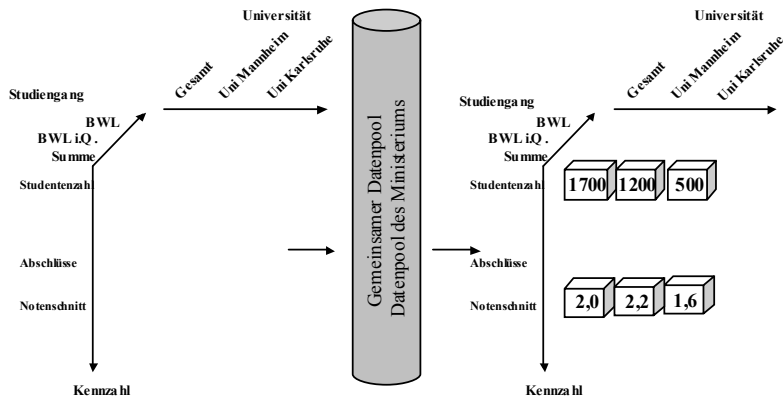 Universität
Gesamt
Uni Mannheim
Uni Karlsruhe
Studiengang
BWL
BWL i.Q.
Summe
Studentenzahl
Abschlüsse
Notenschnitt
Kennzahl
Gemeinsamer Datenpool
Datenpool des Ministeriums
Universität
Gesamt
Uni Mannheim
Uni Karlsruhe
Studiengang
BWL
BWL i.Q.
Summe
Studentenzahl
1700 1200 500
Abschlüsse
Notenschnitt
2,0 2,2 1,6
Kennzahl